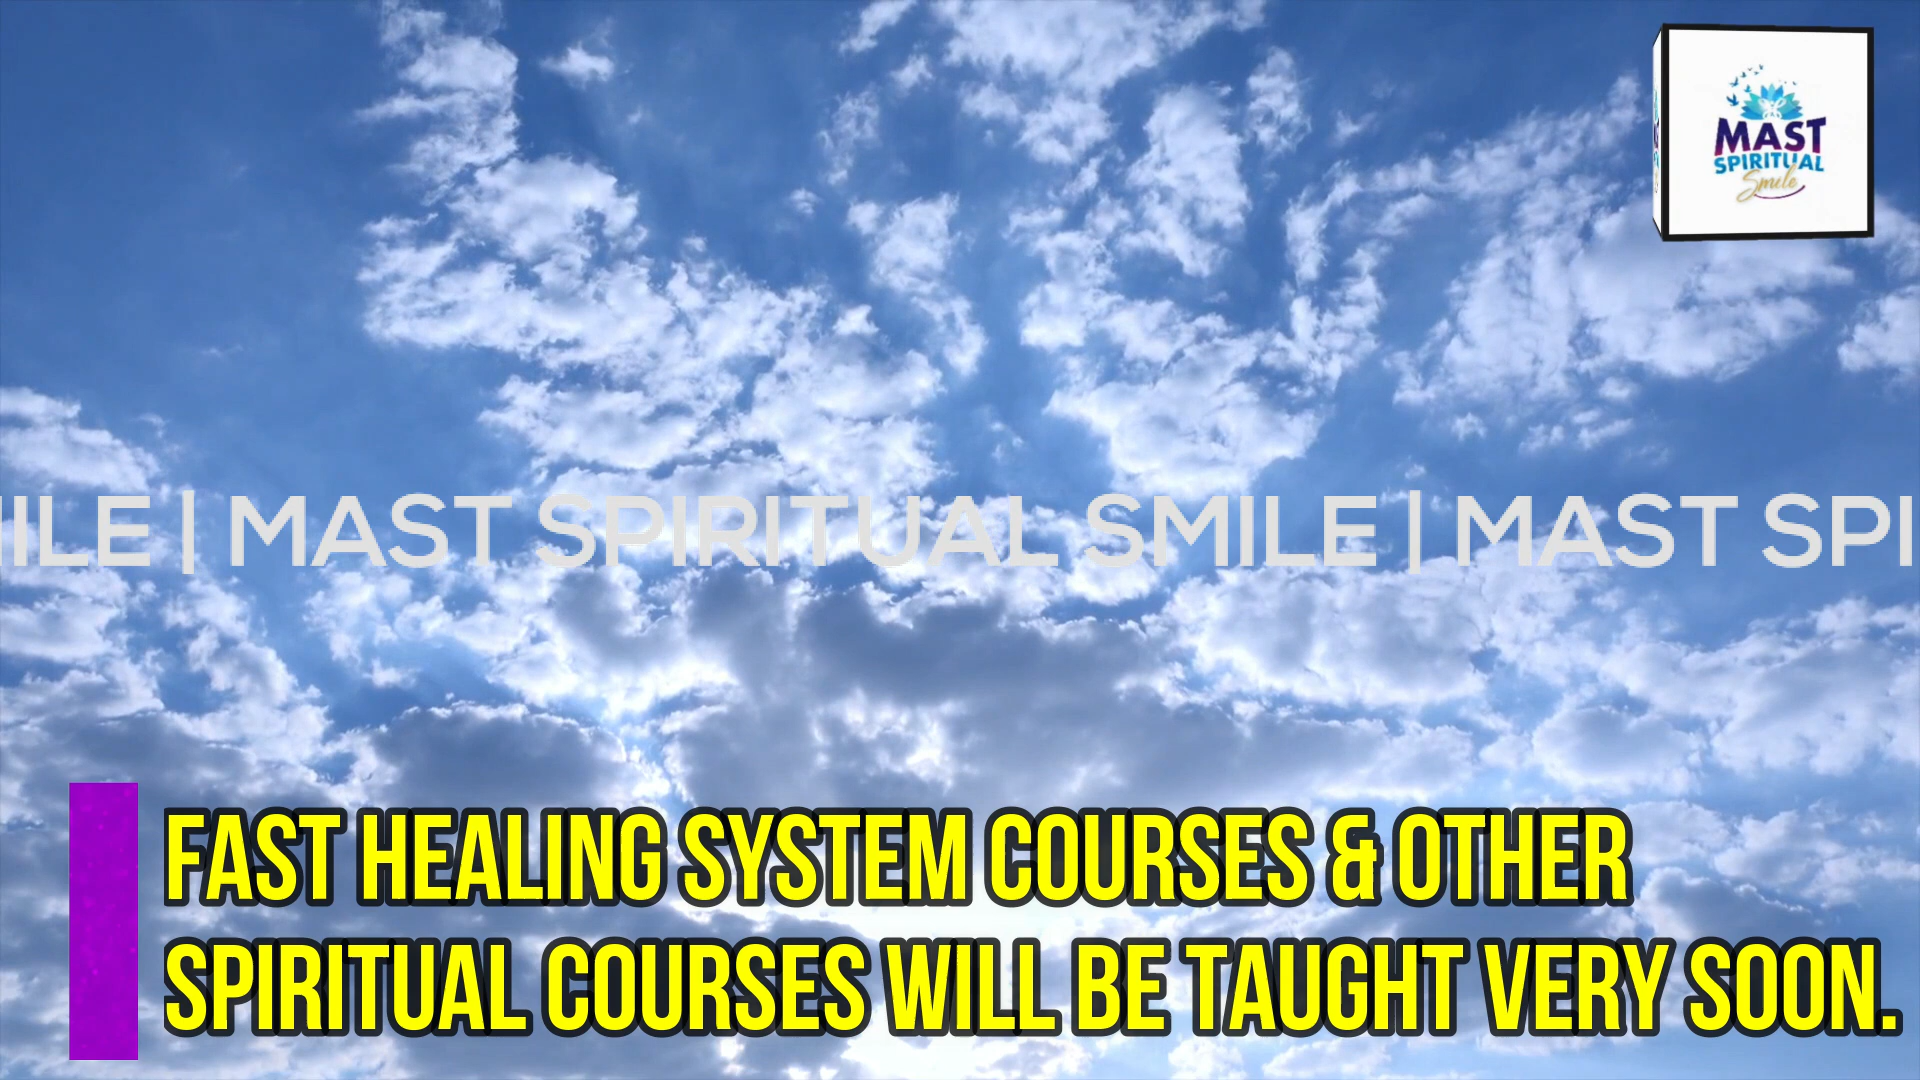 MAST
SPIRITUAL
Smile
ILE | MAST SPIRITUAL SMILE | MAST SPI
FAST HEALING SYSTEM COURSES & OTHER
SPIRITUAL COURSES WILL BE TAUGHT VERY SOON.